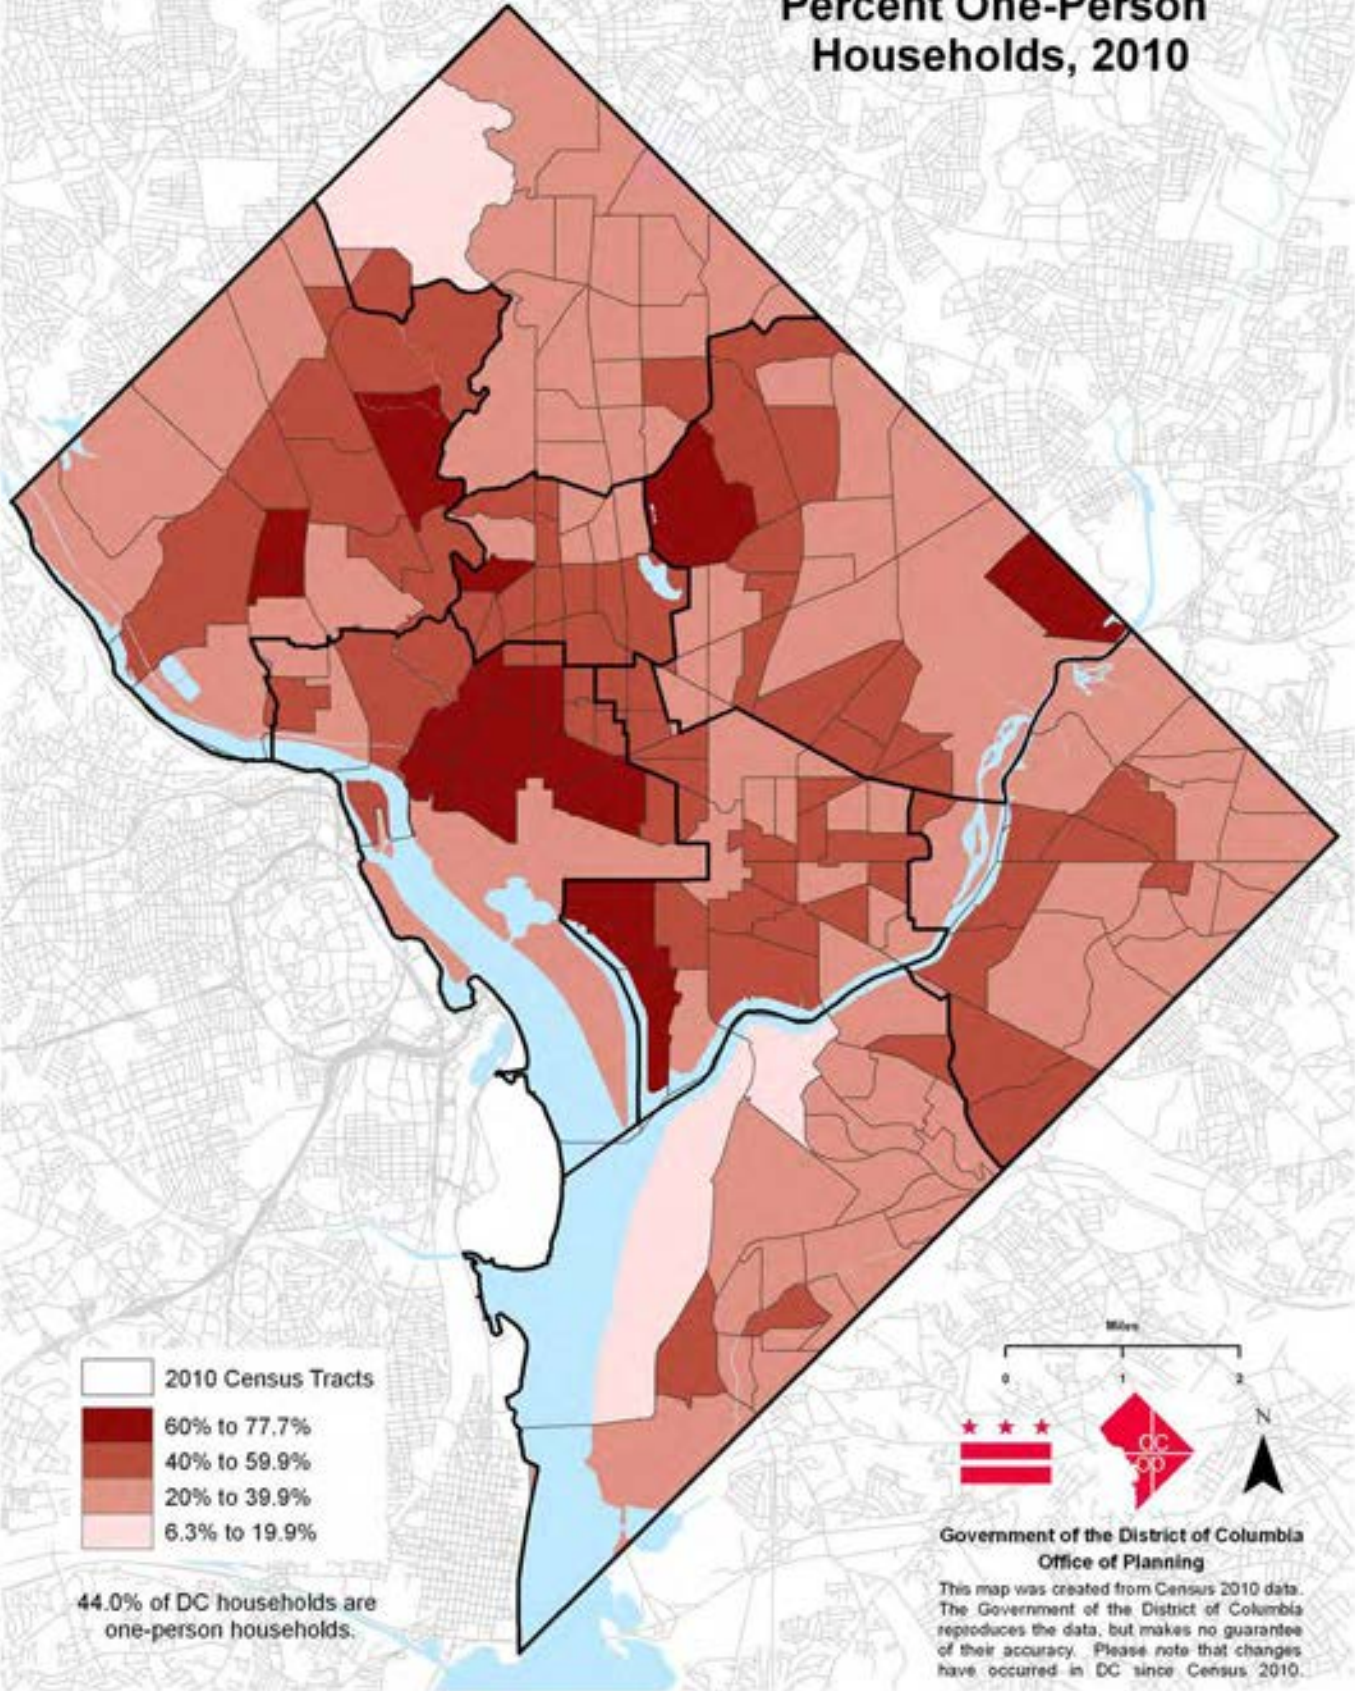 Percent One-Person
Households, 2010
2010 Census Tracts
60% to 77.7%
40% to 59.9%
20% to 39.9%
6.3% to 19.9%
44.0% of DC households are
one-person households.
Miles
0 1 2
N
dc
op
Government of the District of Columbia
Office of Planning
This map was created from Census 2010 data.
The Government of the District of Columbia
reproduces the data, but makes no guarantee
of their accuracy. Please note that changes
have occurred in DC since Census 2010.